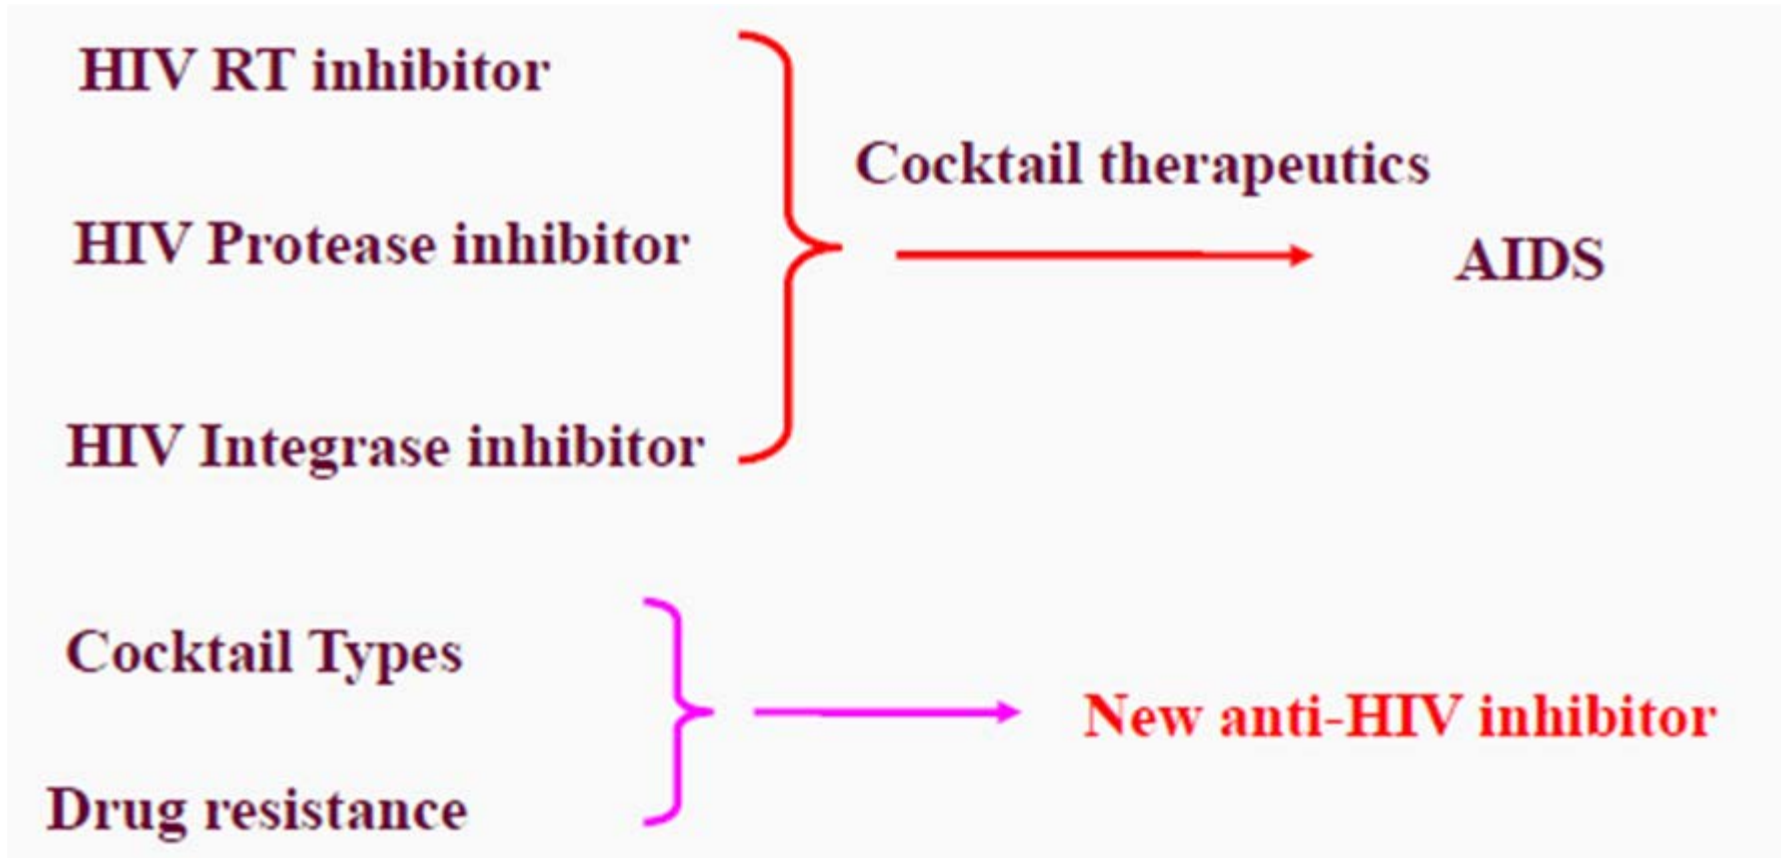 HIV RT inhibitor
HIV Protease inhibitor
HIV Integrase inhibitor
Cocktail therapeutics
AIDS
Cocktail Types
Drug resistance
New anti-HIV inhibitor